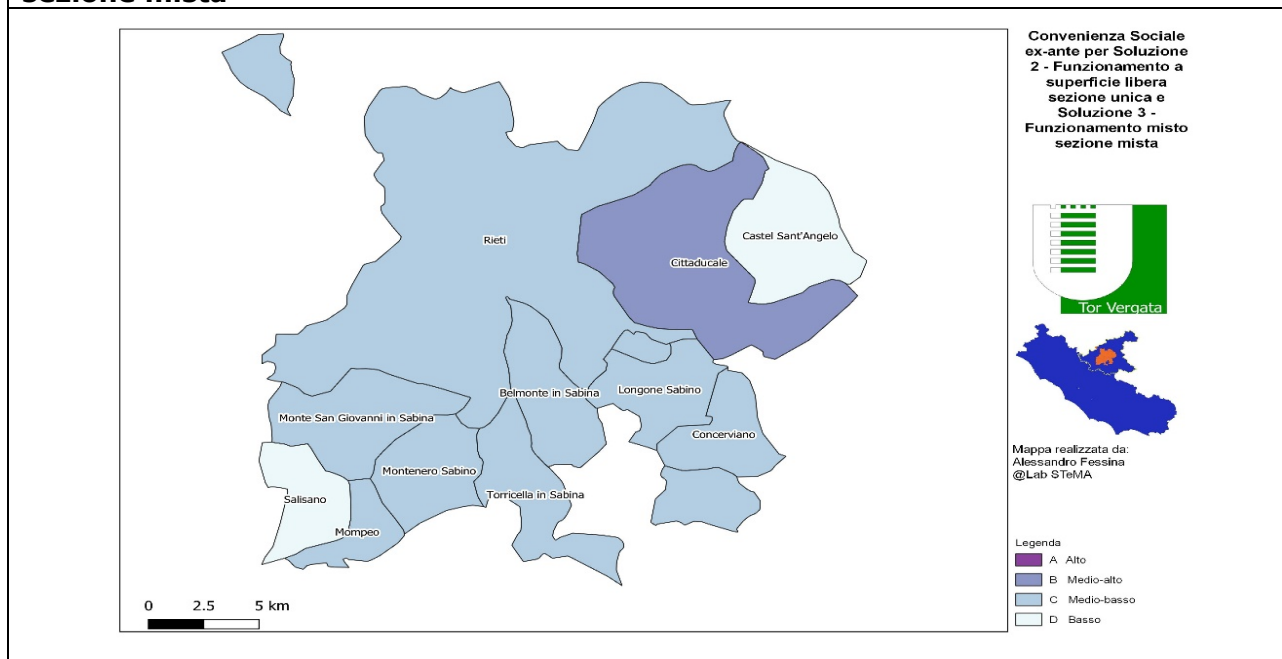 sezione mista
Convenienza Sociale
ex-ante per Soluzione
2 - Funzionamento a
superficie libera
sezione unica e
Soluzione 3 -
Funzionamento misto
sezione mista
Rieti
Cittaducale
Castel Sant'Angelo
Belmonte in Sabina
Longone Sabino
Monte San Giovanni in Sabina
Concerviano
Montenero Sabino
Torricella in Sabina
Salisano
Mompeo
Tor Vergata
Mappa realizzata da:
Alessandro Fessina
@Lab STeMA
Legenda
A Alto
B Medio-alto
C Medio-basso
D Basso
0 2.5 5 km